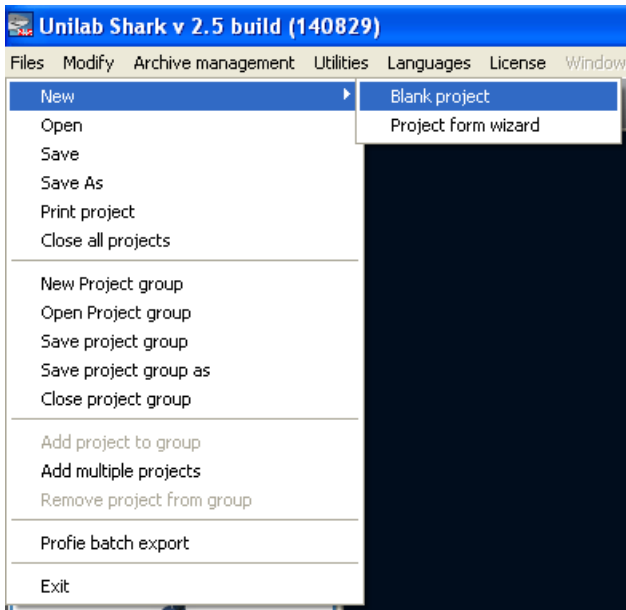 Unilab Shark v 2.5 build (140829)
Files Modify Archive management Utilities Languages License Window
New
Blank project
Open
Project form wizard
Save
Save As
Print project
Close all projects
New Project group
Open Project group
Save project group
Save project group as
Close project group
Add project to group
Add multiple projects
Remove project from group
Profie batch export
Exit